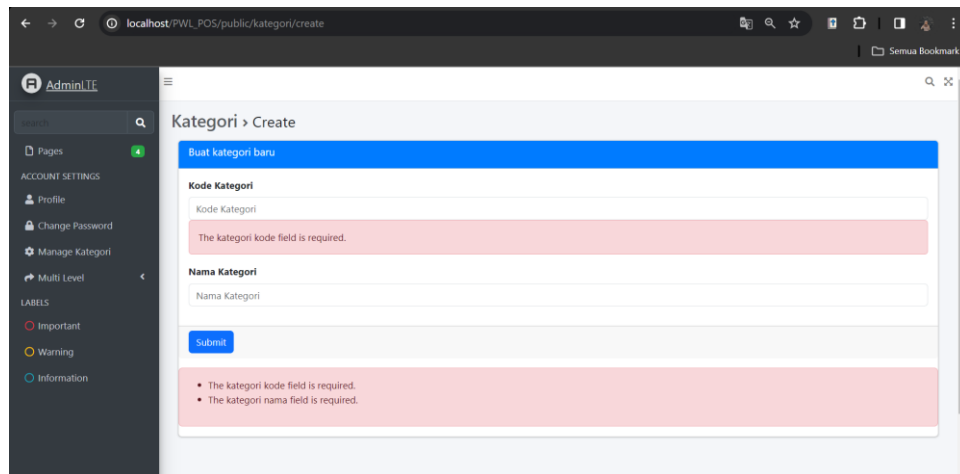 localhost/PWL_POS/public/kategori/create
Semua Bookmark
AdminLTE
search
Pages
4
ACCOUNT SETTINGS
Profile
Change Password
Manage Kategori
Multi Level
LABELS
Important
Warning
Information
Kategori › Create
Buat kategori baru
Kode Kategori
Kode Kategori
The kategori kode field is required.
Nama Kategori
Nama Kategori
Submit
• The kategori kode field is required.
• The kategori nama field is required.